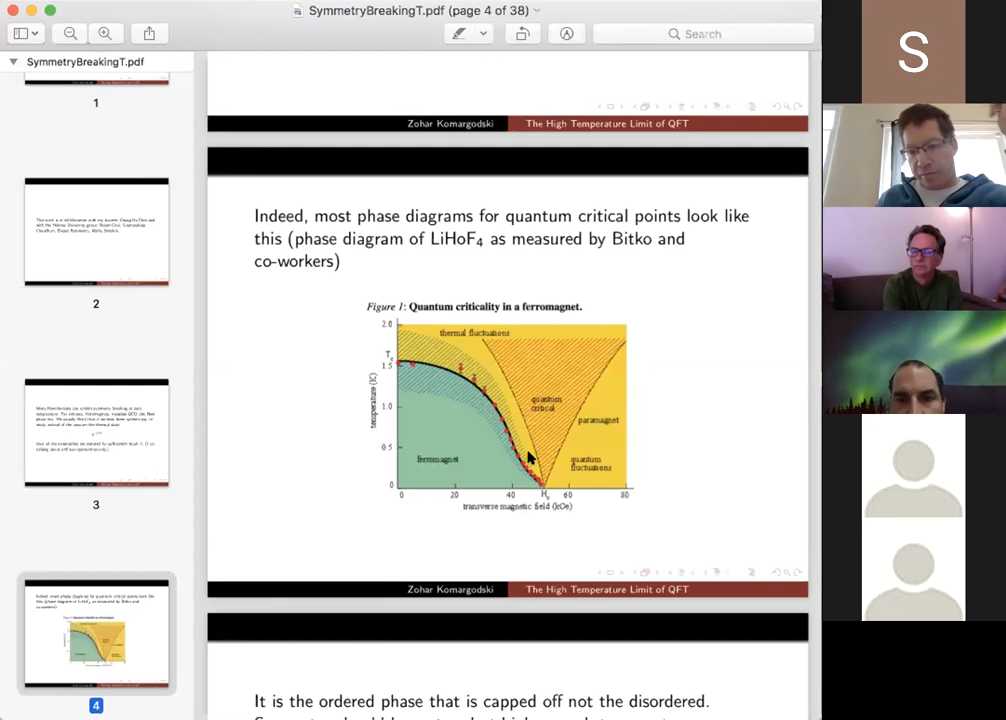 SymmetryBreakingT.pdf (page 4 of 38)
Search
SymmetryBreakingT.pdf
1
2
3
4
Zohar Komargodski
The High Temperature Limit of QFT
Indeed, most phase diagrams for quantum critical points look like
this (phase diagram of LiHoF₄ as measured by Bitko and
co-workers)
Figure 1: Quantum criticality in a ferromagnet.
2.0
thermal fluctuations
Tc
1.5
temperature (K)
1.0
quantum
critical
paramagnet
0.5
ferromagnet
quantum
fluctuations
0
0
20
40
Hc
60
80
transverse magnetic field (kOe)
Zohar Komargodski
The High Temperature Limit of QFT
It is the ordered phase that is capped off not the disordered.
S